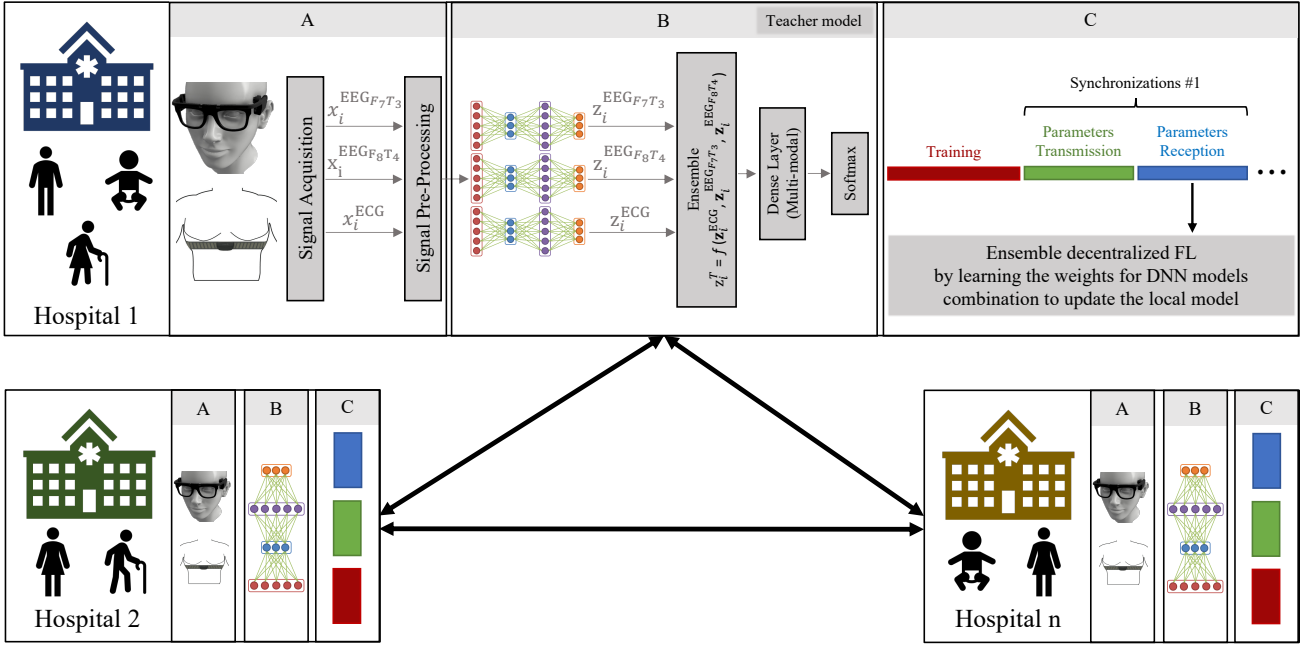 A
B
Teacher model
C
Signal Acquisition
x_i^{EEG_{F_7T_3}}
x_i^{EEG_{F_8T_4}}
x_i^{ECG}
Signal Pre-Processing
z_i^{EEG_{F_7T_3}}
z_i^{EEG_{F_8T_4}}
z_i^{ECG}
Ensemble
z_i^T = f(z_i^{ECG}, z_i^{EEG_{F_7T_3}}, z_i^{EEG_{F_8T_4}})
Dense Layer
(Multi-modal)
Softmax
Synchronizations #1
Training
Parameters
Transmission
Parameters
Reception
...
Ensemble decentralized FL
by learning the weights for DNN models
combination to update the local model
Hospital 1
A
B
C
Hospital 2
A
B
C
Hospital n